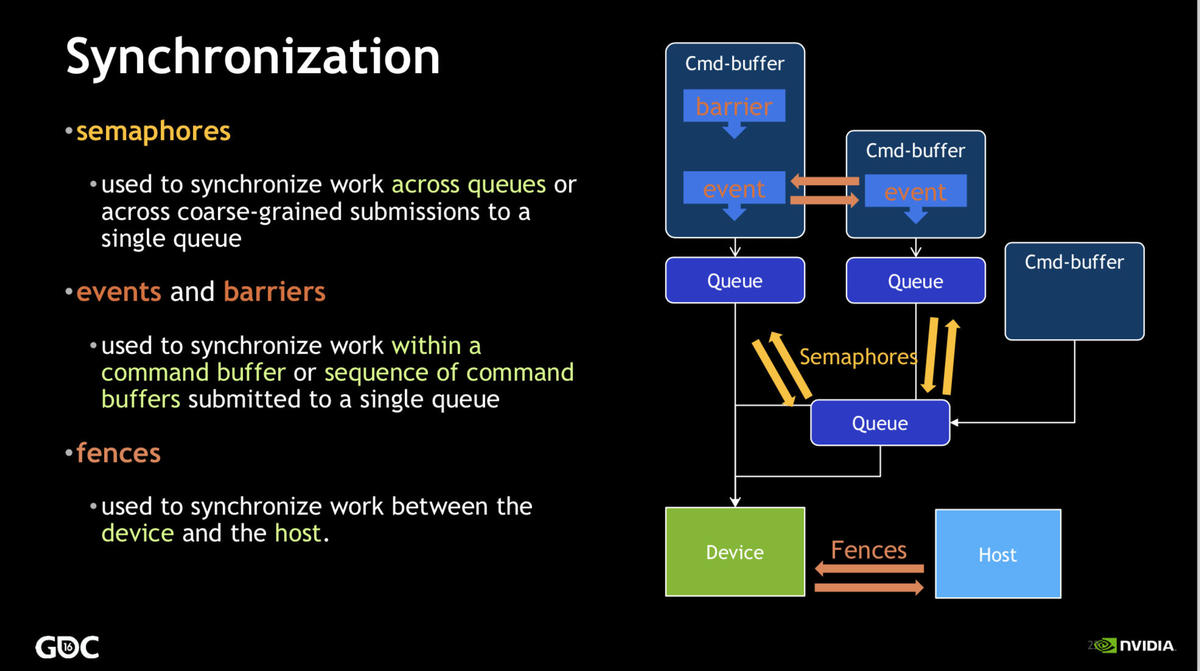 Synchronization
•semaphores
•used to synchronize work across queues or
across coarse-grained submissions to a
single queue
•events and barriers
•used to synchronize work within a
command buffer or sequence of command
buffers submitted to a single queue
•fences
•used to synchronize work between the
device and the host.
Cmd-buffer
barrier
event
Cmd-buffer
event
Cmd-buffer
Queue
Queue
Semaphores
Queue
Device
Fences
Host
GDC
16
NVIDIA.